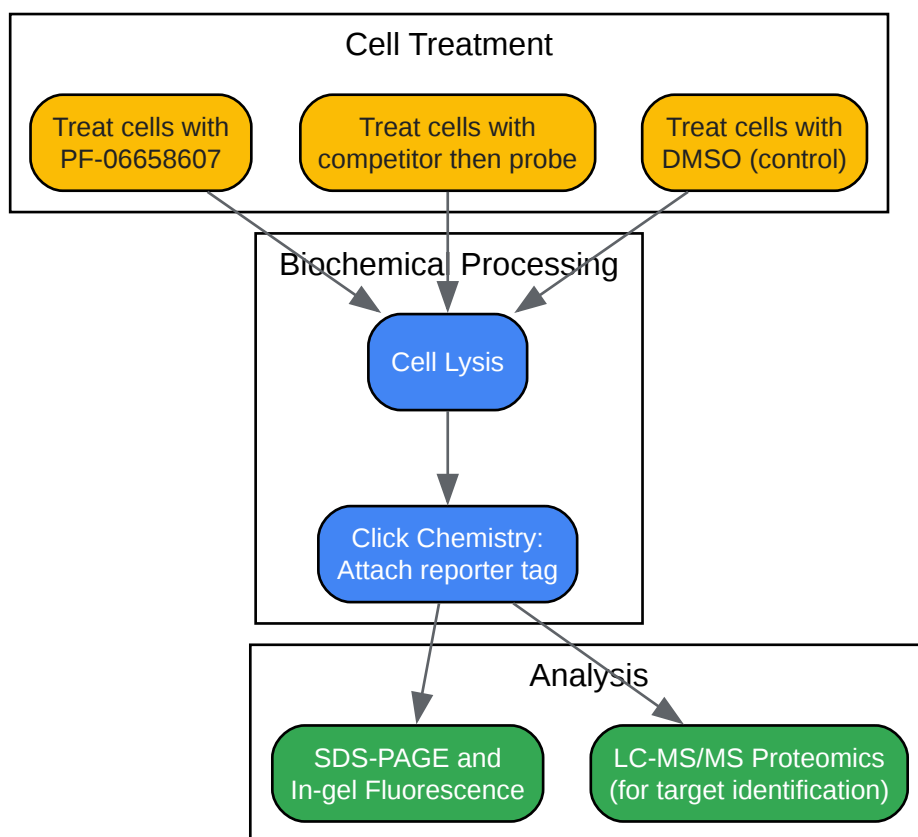 Cell Treatment
Treat cells with
PF-06658607
Treat cells with
competitor then probe
Treat cells with
DMSO (control)
Biochemical Processing
Cell Lysis
Click Chemistry:
Attach reporter tag
Analysis
SDS-PAGE and
In-gel Fluorescence
LC-MS/MS Proteomics
(for target identification)